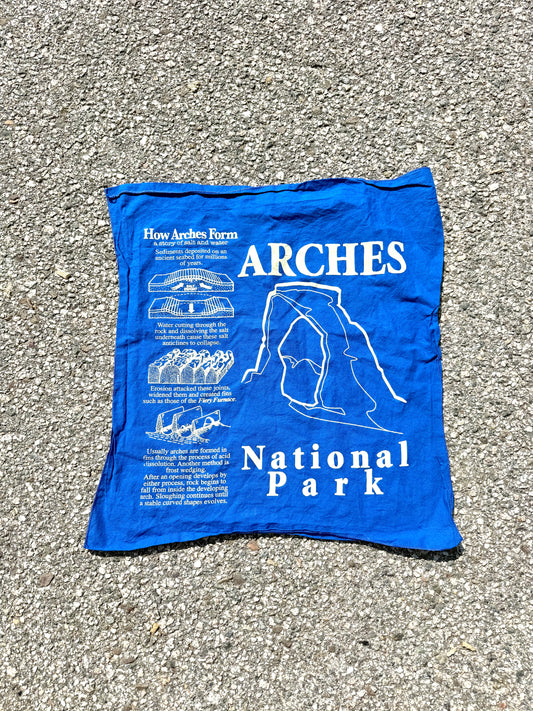 How Arches Form
a story of salt and water
Sediments deposited on an
ancient seabed for millions
of years.
Water cutting through the
rock and dissolving the salt
underneath cause these salt
anticlines to collapse.
Erosion attacked these joints,
widened them and created fins
such as those of the Fiery Furnace.
Usually arches are formed in
fins through the process of acid
dissolution. Another method is
frost wedging.
After an opening develops by
either process, rock begins to
fall from inside the developing
arch. Sloughing continues until
a stable curved shapes evolves.
ARCHES
National
Park